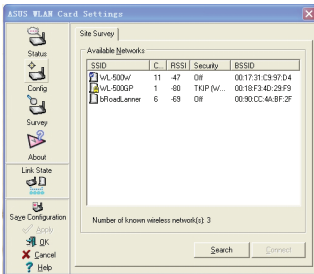 ASUS WLAN Card Settings
Status
Config
Survey
About
Link State
Save Configuration
Apply
OK
Cancel
Help
Site Survey
Available Networks
SSID C... RSSI Security BSSID
WL-500W 11 -47 Off 00:17:31:C9:97:D4
WL-500GP 1 -80 TKIP (W... 00:18:F3:4D:29:F9
bRoadLanner 6 -69 Off 00:90:CC:4A:BF:2F
Number of known wireless network(s): 3
Search Connect